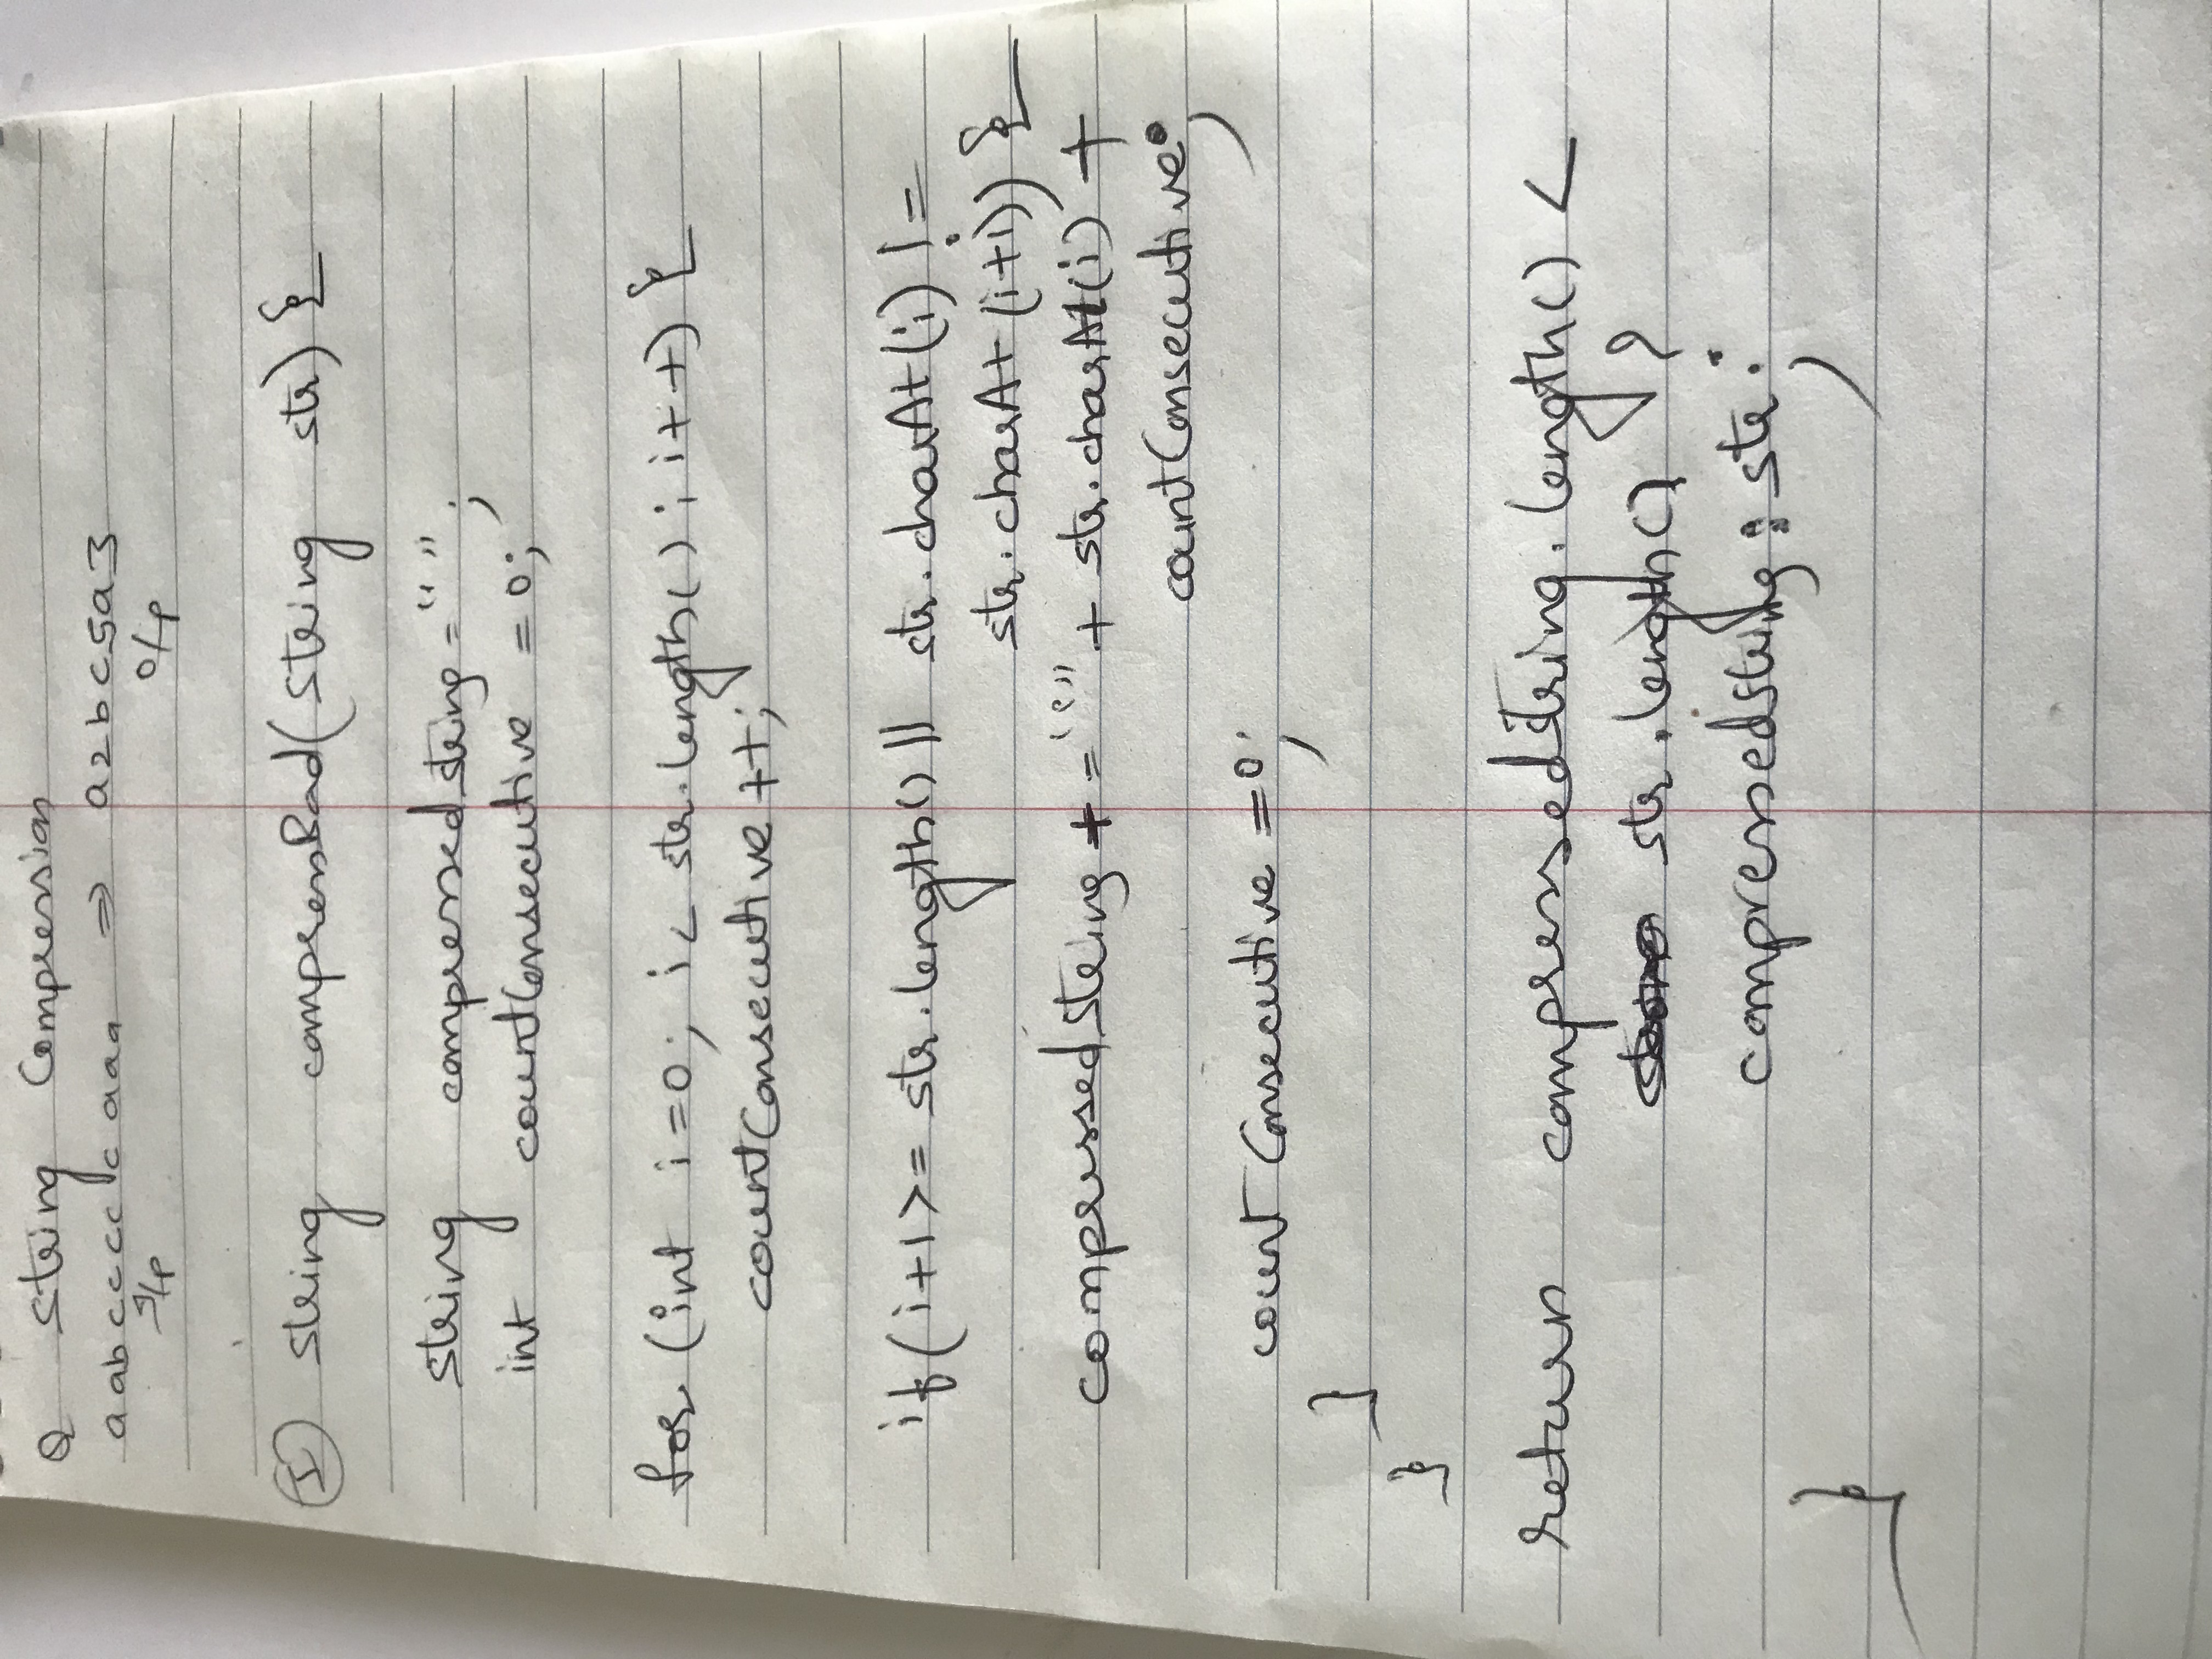 Q String Compression
aabccccc aaa => a2bc5a3
I/p O/p
I string compressBad(String str) {
string compressedstring = "";
int countConsecutive = 0;
for (int i=0; i< str.length(); i++) {
countConsecutive ++;
if(i+1>= str.length() || str.charAt(i) !=
str.charAt(i+1)) {
compressedString += "" + str.charAt(i) +
countConsecutive;
count Consecutive = 0;
}
}
return compressedstring.length() <
str.length() ?
compressedstring : str;
}